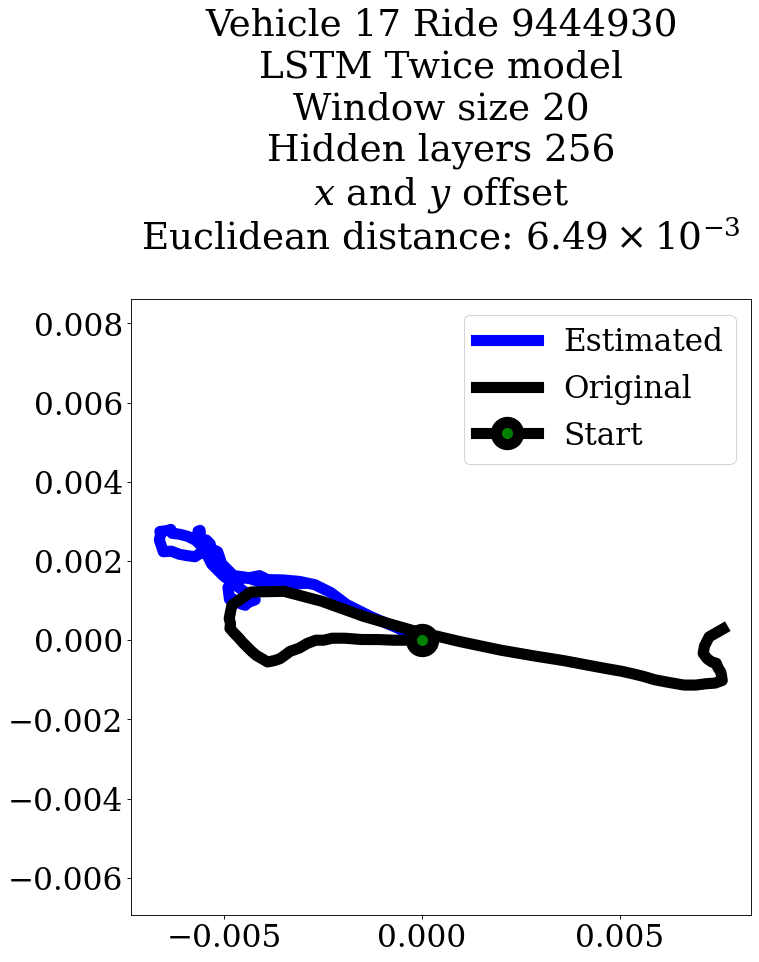 Vehicle 17 Ride 9444930
LSTM Twice model
Window size 20
Hidden layers 256
x and y offset
Euclidean distance: 6.49 × 10⁻³
Estimated
Original
Start
0.008
0.006
0.004
0.002
0.000
−0.002
−0.004
−0.006
−0.005 0.000 0.005